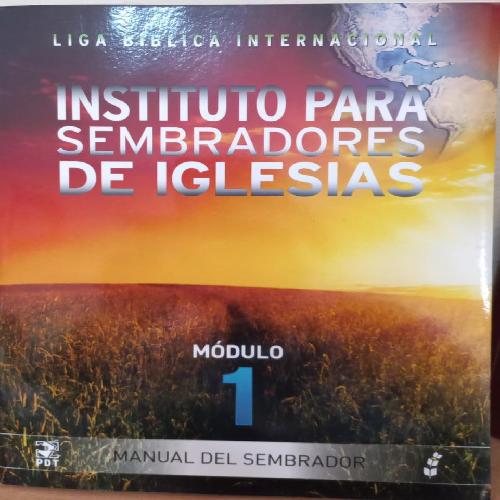 LIGA BÍBLICA INTERNACIONAL
INSTITUTO PARA
SEMBRADORES
DE IGLESIAS
MÓDULO
1
PDT
MANUAL DEL SEMBRADOR